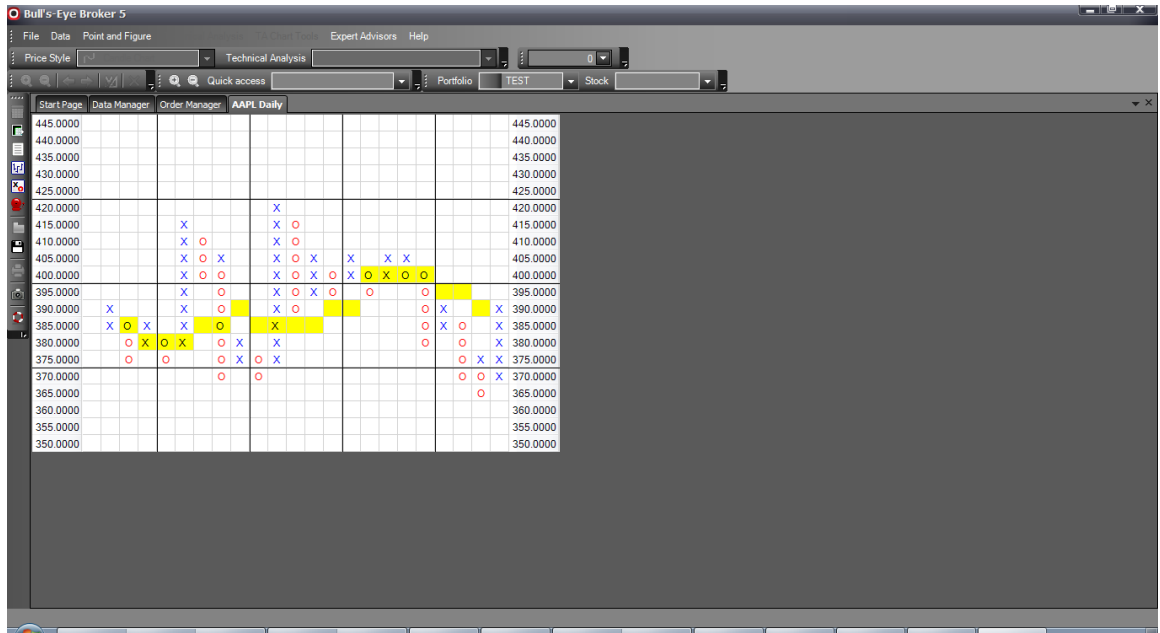 Bull's-Eye Broker 5
File Data Point and Figure Expert Advisors Help
Price Style Technical Analysis 0
Quick access Portfolio TEST Stock
Start Page Data Manager Order Manager AAPL Daily
445.0000 445.0000
440.0000 440.0000
435.0000 435.0000
430.0000 430.0000
425.0000 425.0000
420.0000 X 420.0000
415.0000 X X O 415.0000
410.0000 X O X O 410.0000
405.0000 X O X X O X X X X 405.0000
400.0000 X O O X O X O X O X O O 400.0000
395.0000 X O X O X O O O 395.0000
390.0000 X X O X O O X X 390.0000
385.0000 X O X X O X O X O X 385.0000
380.0000 O X O X O X X O O X 380.0000
375.0000 O O O X O X O X X 375.0000
370.0000 O O O O X 370.0000
365.0000 O 365.0000
360.0000 360.0000
355.0000 355.0000
350.0000 350.0000